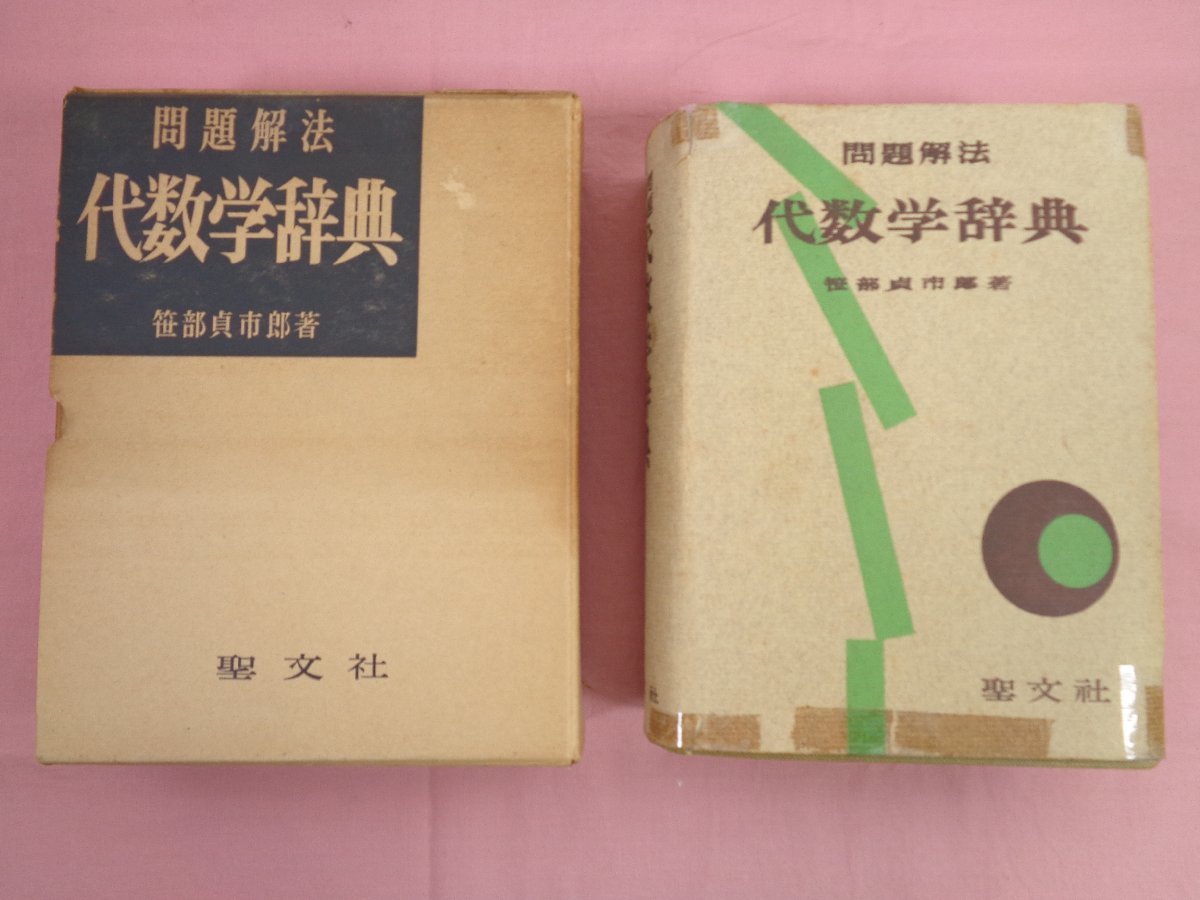 問題解法
代数学辞典
笹部貞市郎著
聖文社
問題解法
代数学辞典
笹部貞市郎著
聖文社
社